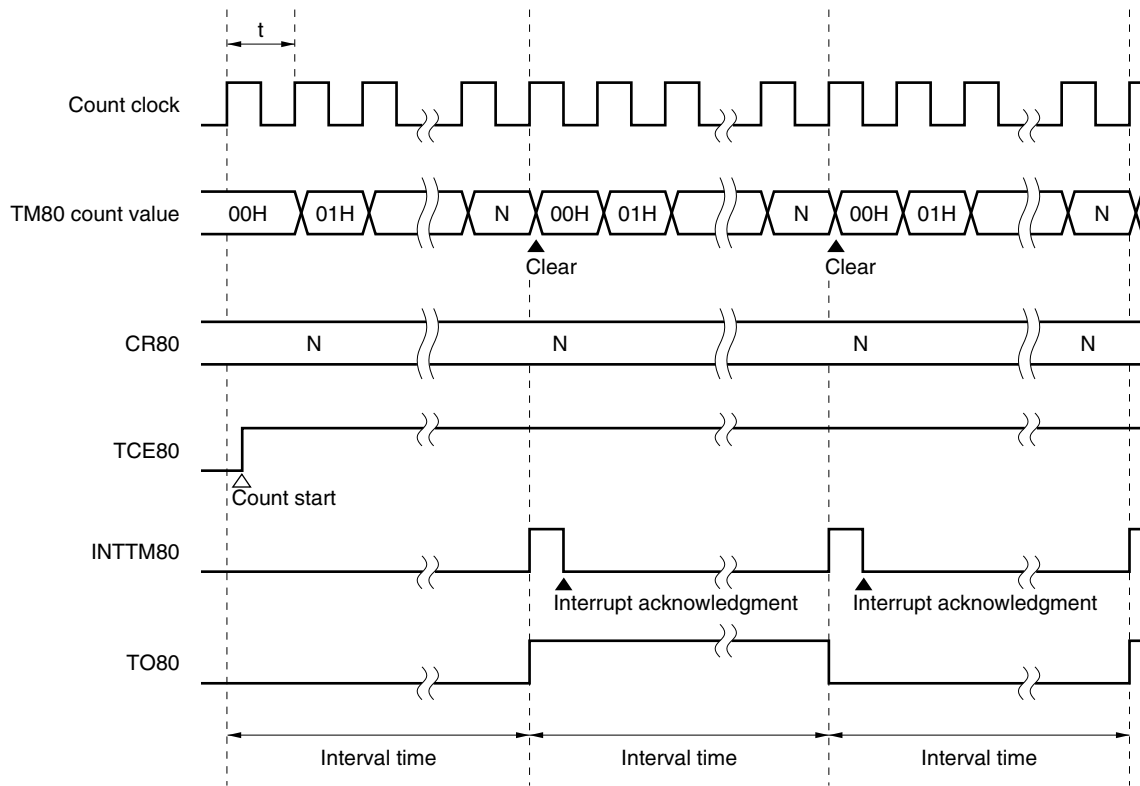 t
Count clock
TM80 count value 00H 01H N 00H 01H N 00H 01H N
Clear Clear
CR80 N N N N
TCE80
Count start
INTTM80
Interrupt acknowledgment Interrupt acknowledgment
TO80
Interval time Interval time Interval time